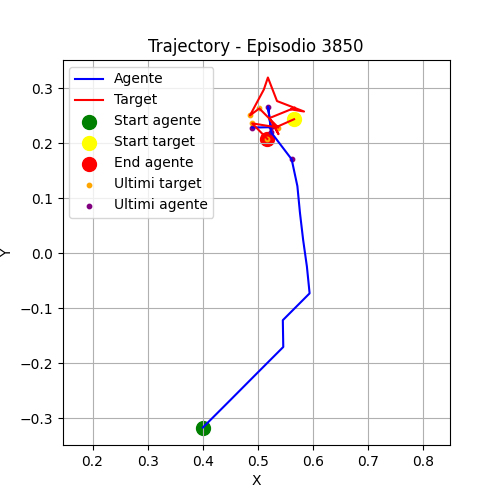 Trajectory - Episodio 3850
Agente
Target
Start agente
Start target
End agente
Ultimi target
Ultimi agente
0.3
0.2
0.1
0.0
−0.1
−0.2
−0.3
Y
0.2 0.3 0.4 0.5 0.6 0.7 0.8
X